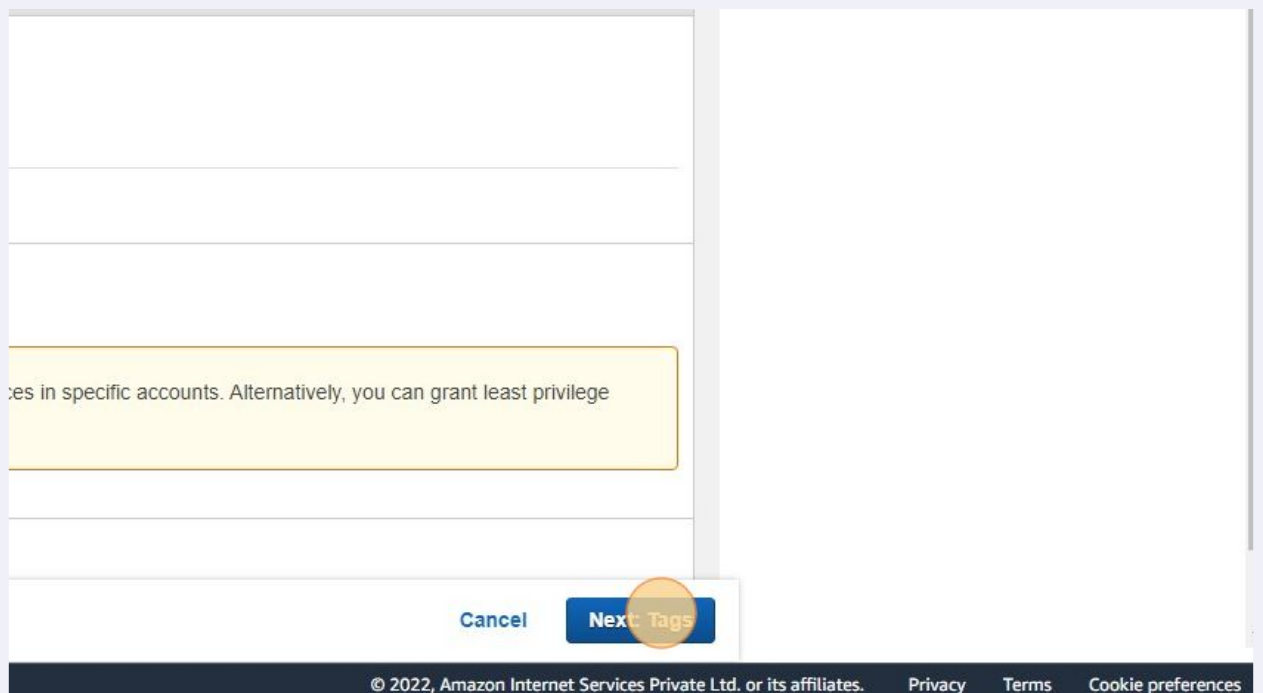 ces in specific accounts. Alternatively, you can grant least privilege
Cancel Next: Tags
© 2022, Amazon Internet Services Private Ltd. or its affiliates. Privacy Terms Cookie preferences